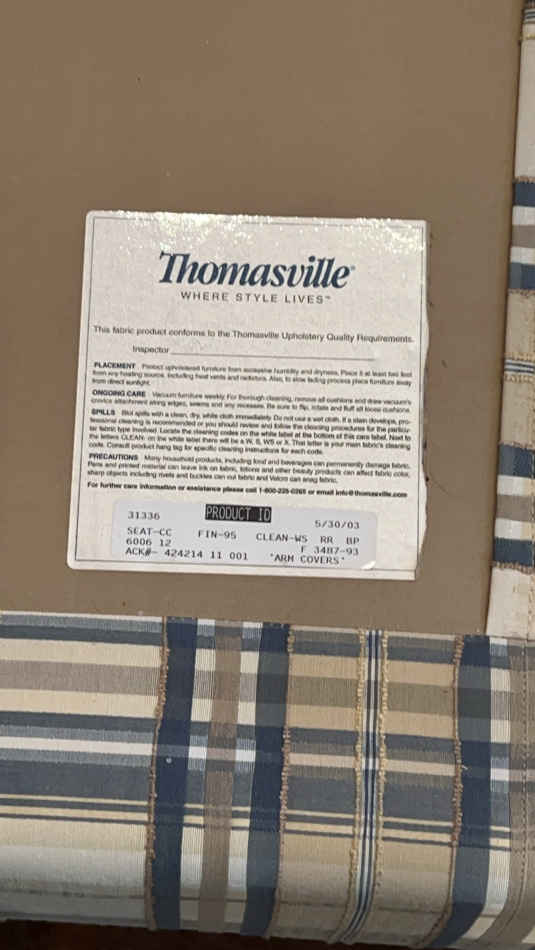 Thomasville®
WHERE STYLE LIVES™
This fabric product conforms to the Thomasville Upholstery Quality Requirements.
Inspector
PLACEMENT Protect upholstered furniture from excessive humidity and dryness. Place it at least two feet
from any heating source, including heat vents and radiators. Also, to slow fading process place furniture away
from direct sunlight.
ONGOING CARE Vacuum furniture weekly. For thorough cleaning, remove all cushions and draw vacuum's
crevice attachment along edges, seams and any recesses. Be sure to flip, rotate and fluff all loose cushions.
SPILLS Blot spills with a clean, dry, white cloth immediately. Do not use a wet cloth. If a stain develops, pro-
fessional cleaning is recommended or you should review and follow the cleaning procedures for the particu-
lar fabric type involved. Locate the cleaning codes on the white label at the bottom of this care label. Next to
the letters CLEAN- on the white label there will be a W, S, WS or X. That letter is your main fabric's cleaning
code. Consult product hang tag for specific cleaning instructions for each code.
PRECAUTIONS Many household products, including food and beverages can permanently damage fabric.
Pens and printed material can leave ink on fabric, lotions and other beauty products can affect fabric color,
sharp objects including rivets and buckles can cut fabric and Velcro can snag fabric.
For further care information or assistance please call 1-800-225-0265 or email info@thomasville.com
31336 PRODUCT ID 5/30/03
SEAT-CC FIN-95 CLEAN-WS RR BP
6006 12 F 3487-93
ACK#- 424214 11 001 *ARM COVERS*